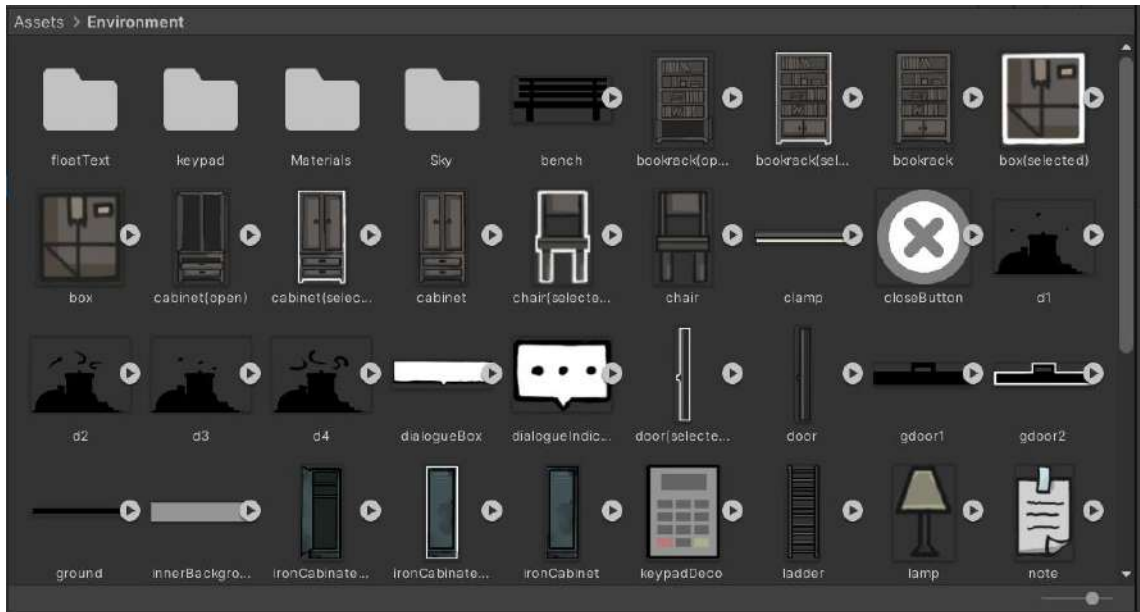 Assets > Environment
floatText keypad Materials Sky bench bookrack(op... bookrack(sel... bookrack box(selected)
box cabinet(open) cabinet(selec... cabinet chair(selecte... chair clamp closeButton d1
d2 d3 d4 dialogueBox dialogueIndic... door(selecte... door gdoor1 gdoor2
ground innerBackgro... ironCabinate... ironCabinate... ironCabinet keypadDeco ladder lamp note